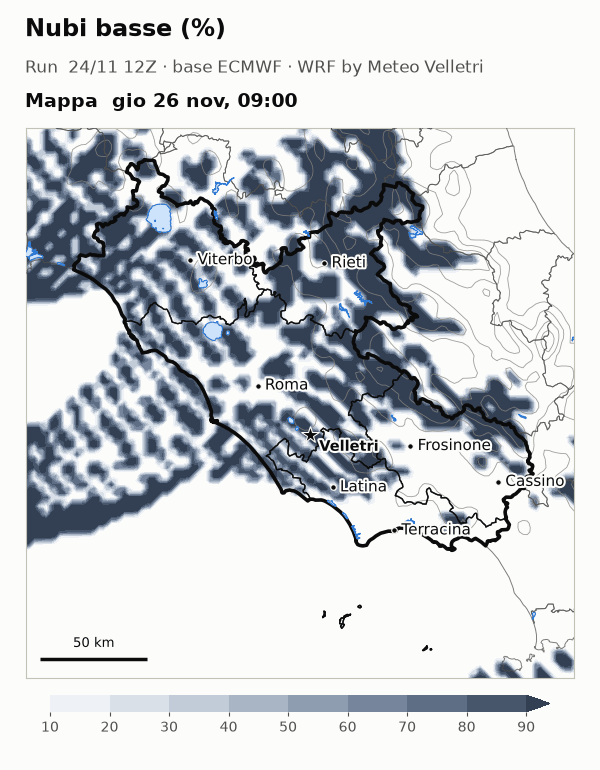 Nubi basse (%)
Run  24/11 12Z · base ECMWF · WRF by Meteo Velletri
Mappa  gio 26 nov, 09:00
Viterbo
Rieti
Roma
Velletri
Frosinone
Latina
Cassino
Terracina
50 km
10 20 30 40 50 60 70 80 90